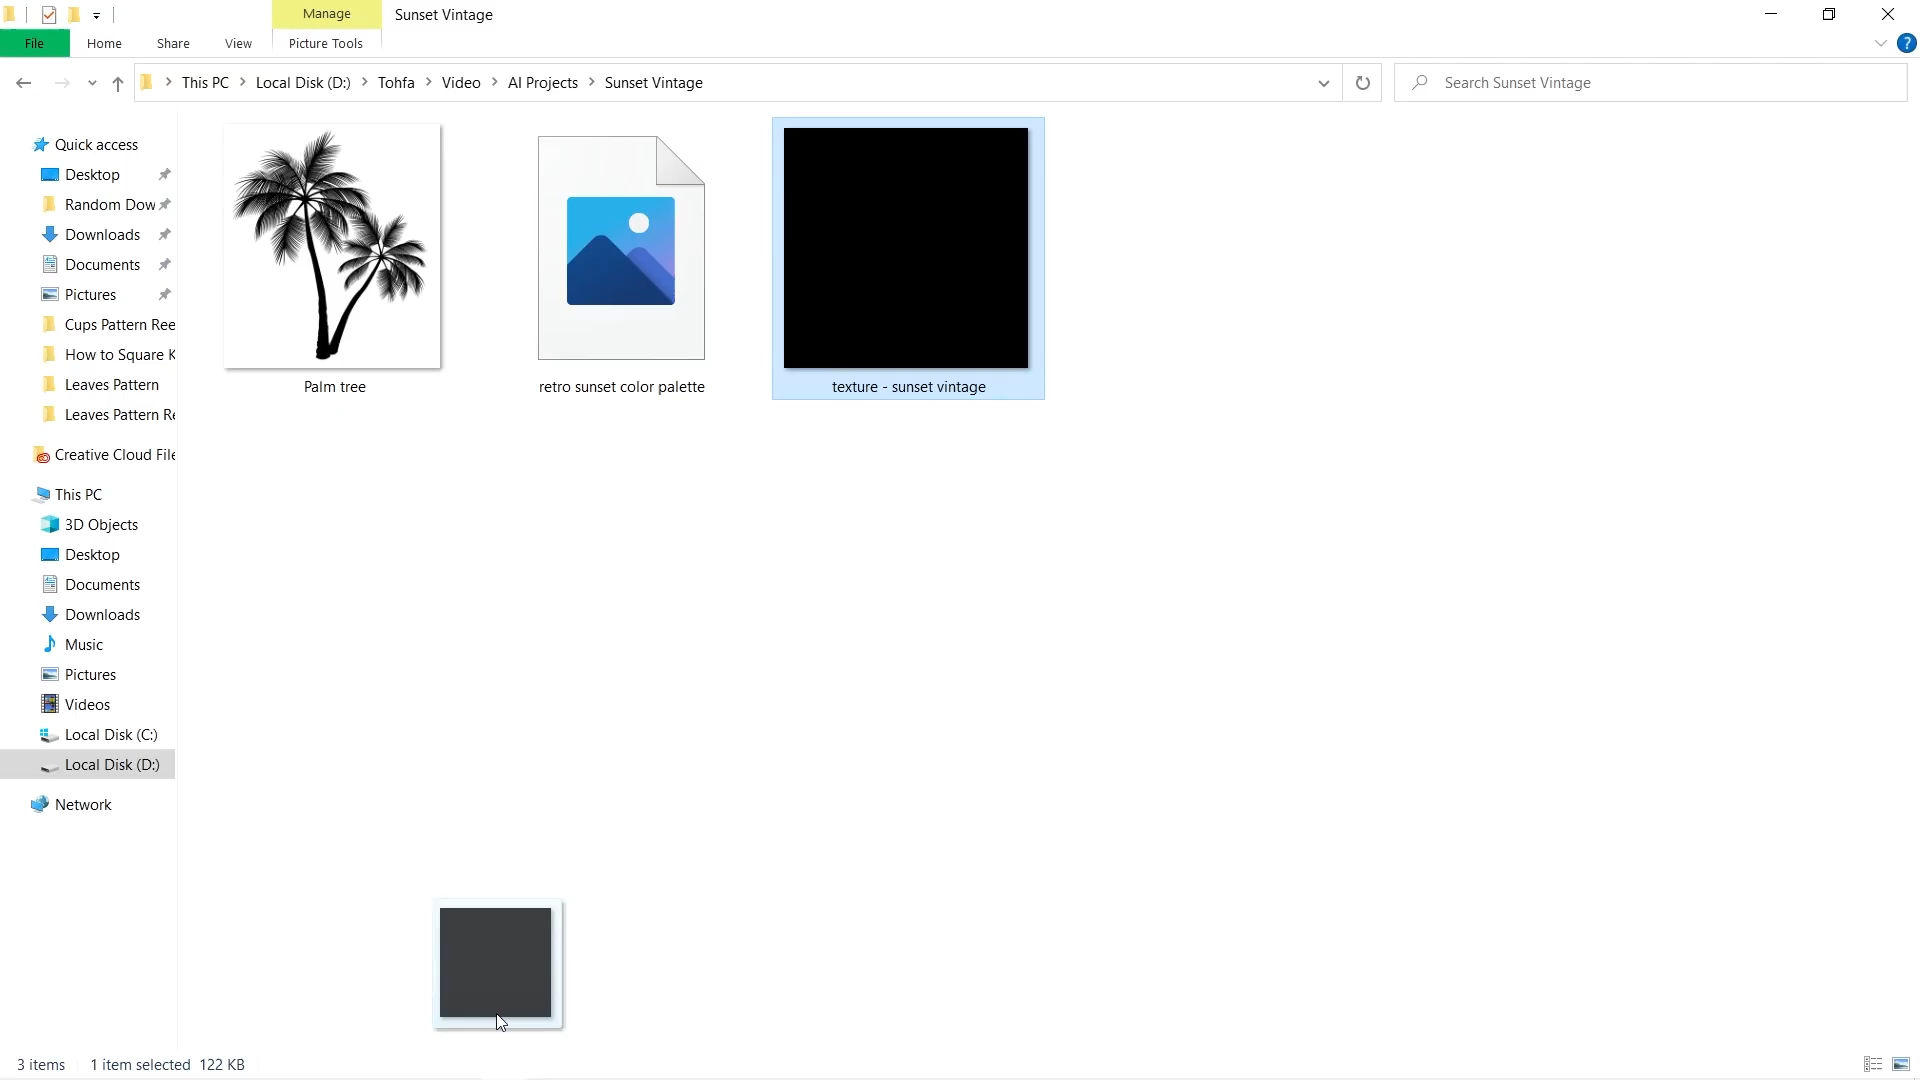 Manage
Sunset Vintage
File
Home
Share
View
Picture Tools
?
This PC
Local Disk (D:)
Tohfa
Video
AI Projects
Sunset Vintage
Search Sunset Vintage
Quick access
Desktop
Random Dow
Downloads
Documents
Pictures
Cups Pattern Ree
How to Square K
Leaves Pattern
Leaves Pattern Re
Creative Cloud File
This PC
3D Objects
Desktop
Documents
Downloads
Music
Pictures
Videos
Local Disk (C:)
Local Disk (D:)
Network
Palm tree
retro sunset color palette
texture - sunset vintage
3 items
1 item selected 122 KB